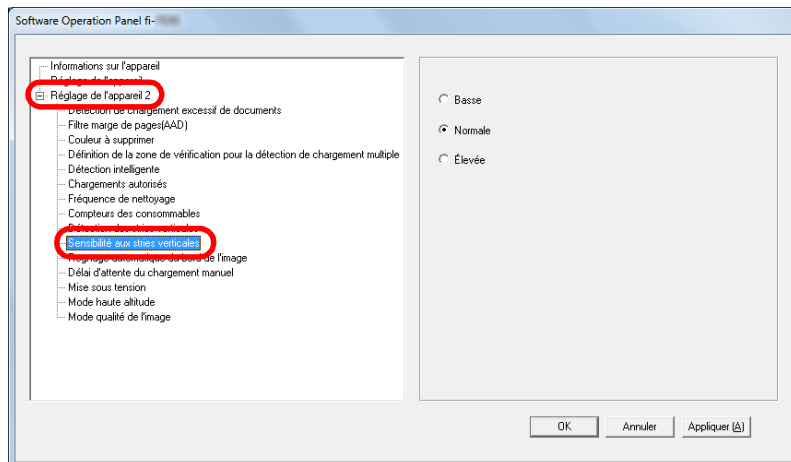 Software Operation Panel fi-
Informations sur l'appareil
Réglage de l'appareil
Réglage de l'appareil 2
Détection de chargement excessif de documents
Filtre marge de pages(AAD)
Couleur à supprimer
Définition de la zone de vérification pour la détection de chargement multiple
Détection intelligente
Chargements autorisés
Fréquence de nettoyage
Compteurs des consommables
Détection des stries verticales
Sensibilité aux stries verticales
Rognage automatique du bord de l'image
Délai d'attente du chargement manuel
Mise sous tension
Mode haute altitude
Mode qualité de l'image
Basse
Normale
Élevée
OK
Annuler
Appliquer (A)